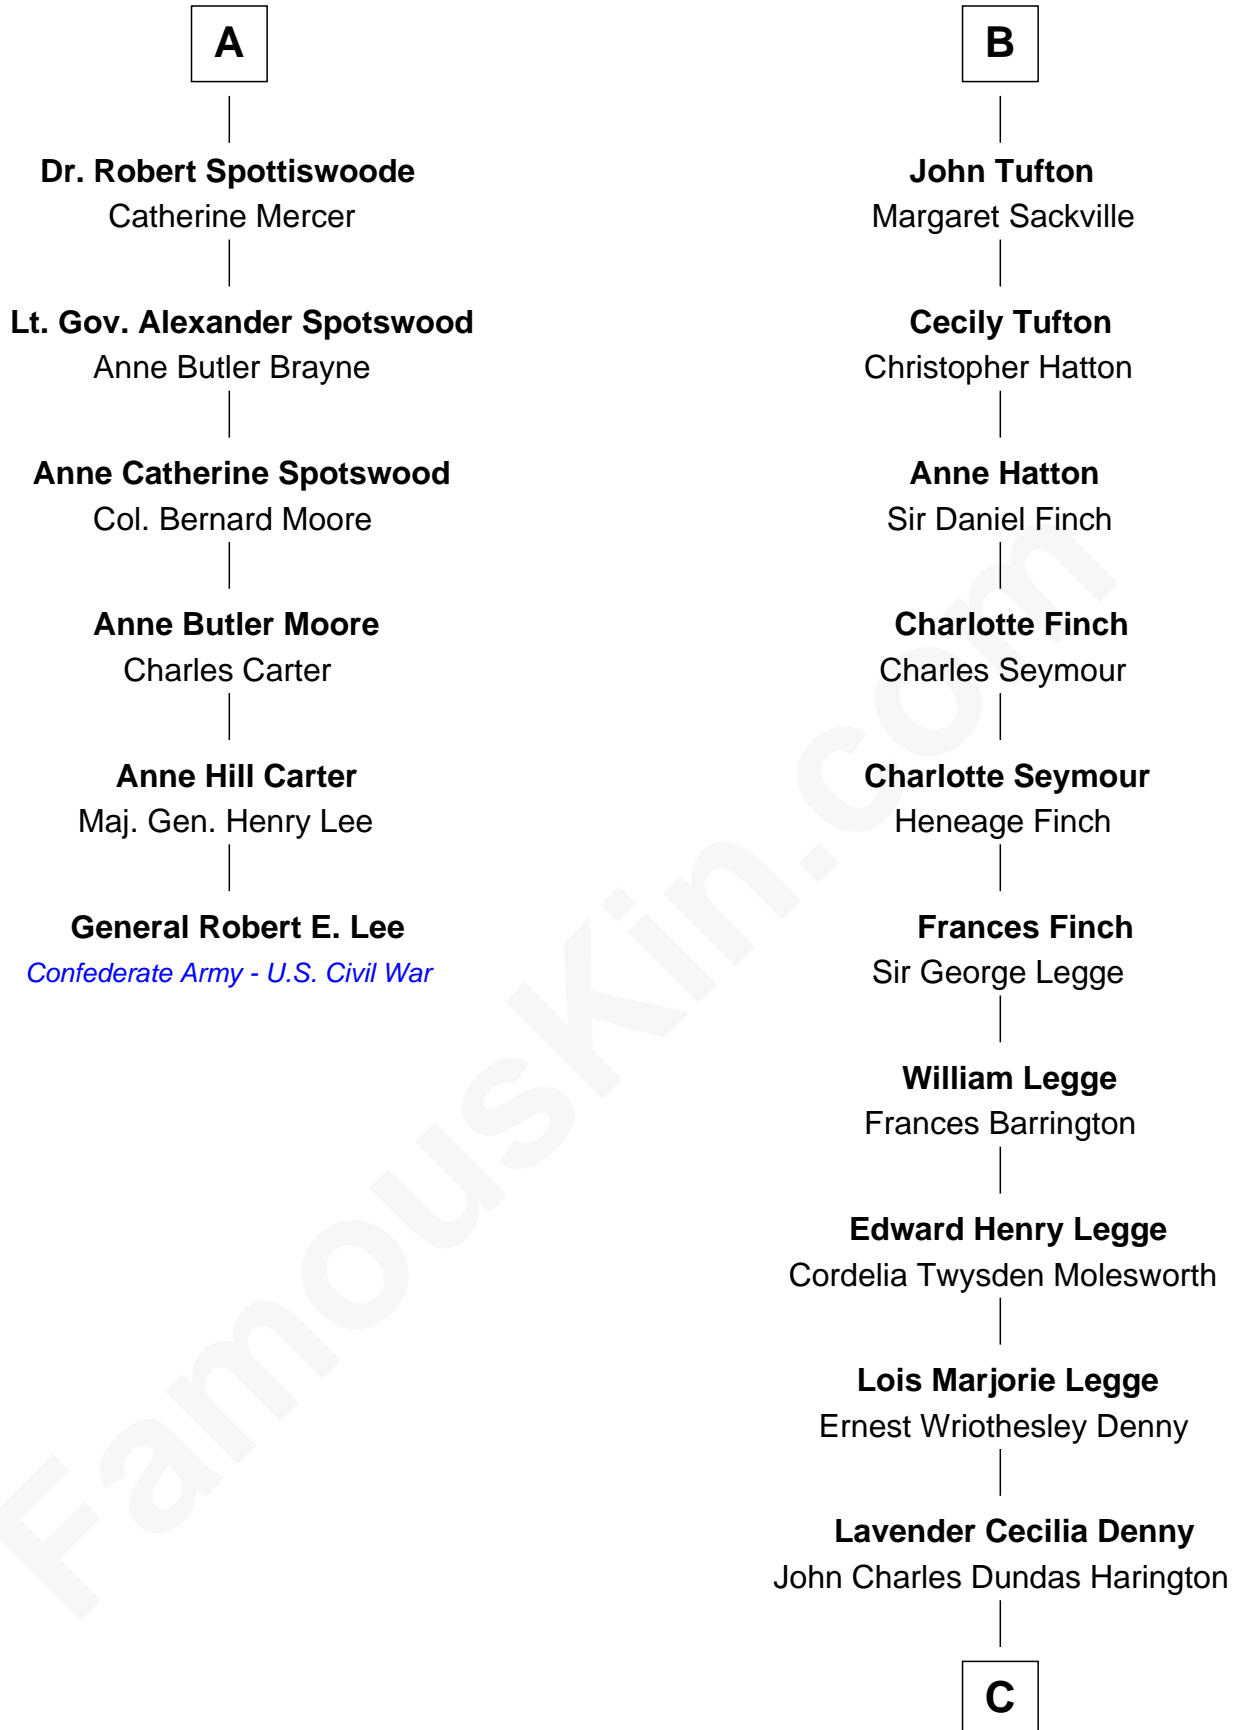 A
Dr. Robert Spottiswoode
Catherine Mercer
Lt. Gov. Alexander Spotswood
Anne Butler Brayne
Anne Catherine Spotswood
Col. Bernard Moore
Anne Butler Moore
Charles Carter
Anne Hill Carter
Maj. Gen. Henry Lee
General Robert E. Lee
Confederate Army - U.S. Civil War
B
John Tufton
Margaret Sackville
Cecily Tufton
Christopher Hatton
Anne Hatton
Sir Daniel Finch
Charlotte Finch
Charles Seymour
Charlotte Seymour
Heneage Finch
Frances Finch
Sir George Legge
William Legge
Frances Barrington
Edward Henry Legge
Cordelia Twysden Molesworth
Lois Marjorie Legge
Ernest Wriothesley Denny
Lavender Cecilia Denny
John Charles Dundas Harington
C
FamousKin.com